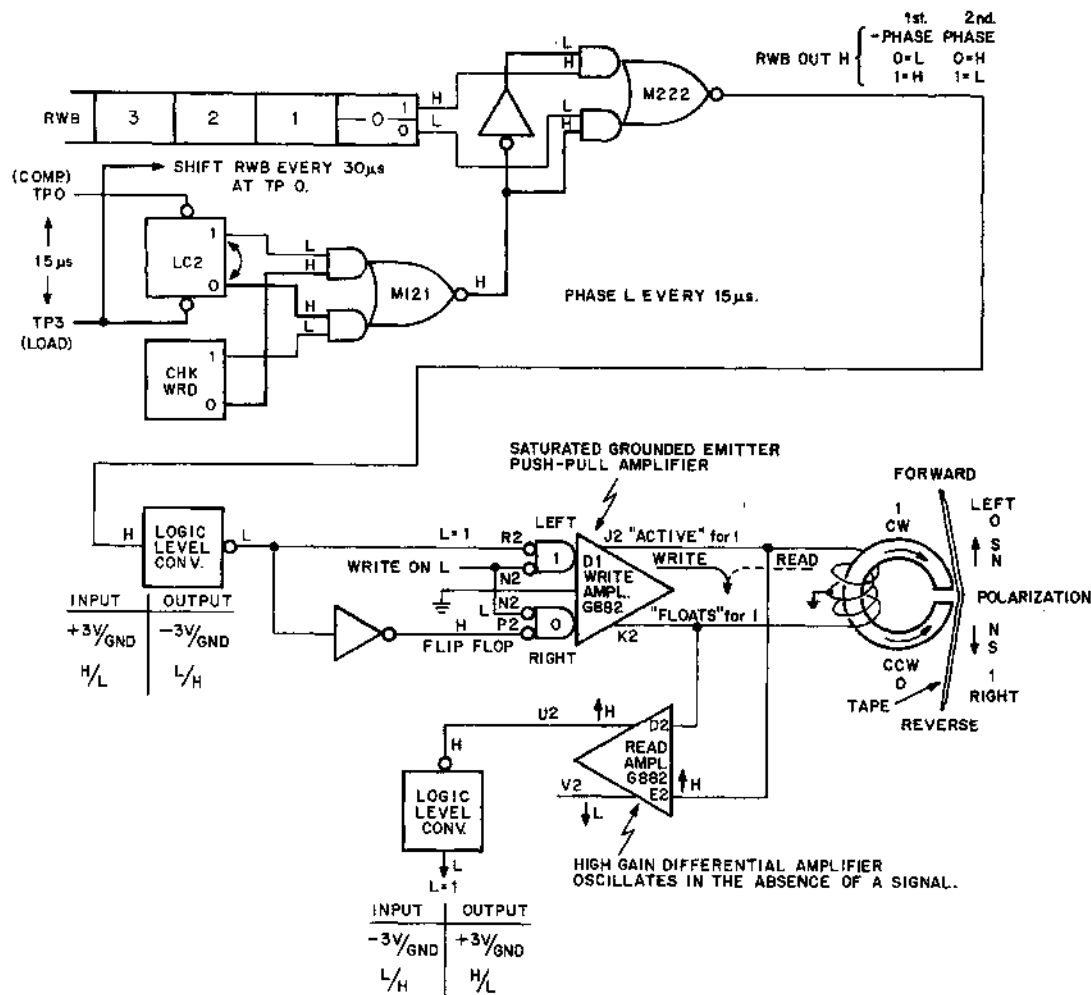 1st. 2nd.
-PHASE PHASE
RWB OUT H { 0=L 0=H
1=H 1=L
L
H
M222
RWB 3 2 1 0 1 0
H
L
L
H
SHIFT RWB EVERY 30µs
AT TP 0.
(COMP)
TP0
15µs
TP3
(LOAD)
LC2 1 0
L
H
M121
H
H
L
PHASE L EVERY 15µs.
CHK
WRD
1
0
SATURATED GROUNDED EMITTER
PUSH-PULL AMPLIFIER
FORWARD
H
LOGIC
LEVEL
CONV.
L
L=1
R2
LEFT
1
WRITE ON L
N2
N2
L
P2
0
H
FLIP FLOP
RIGHT
D1
WRITE
AMPL.
G882
J2 "ACTIVE" for 1
WRITE
READ
"FLOATS" for 1
K2
1
CW
CCW
0
LEFT
0
SN
POLARIZATION
NS
1
RIGHT
TAPE
REVERSE
INPUT OUTPUT
+3V/GND -3V/GND
H/L L/H
U2
H
D2
READ
AMPL.
G882
E2
H
V2
L
H
LOGIC
LEVEL
CONV.
L
L=1
HIGH GAIN DIFFERENTIAL AMPLIFIER
OSCILLATES IN THE ABSENCE OF A SIGNAL.
INPUT OUTPUT
-3V/GND +3V/GND
L/H H/L